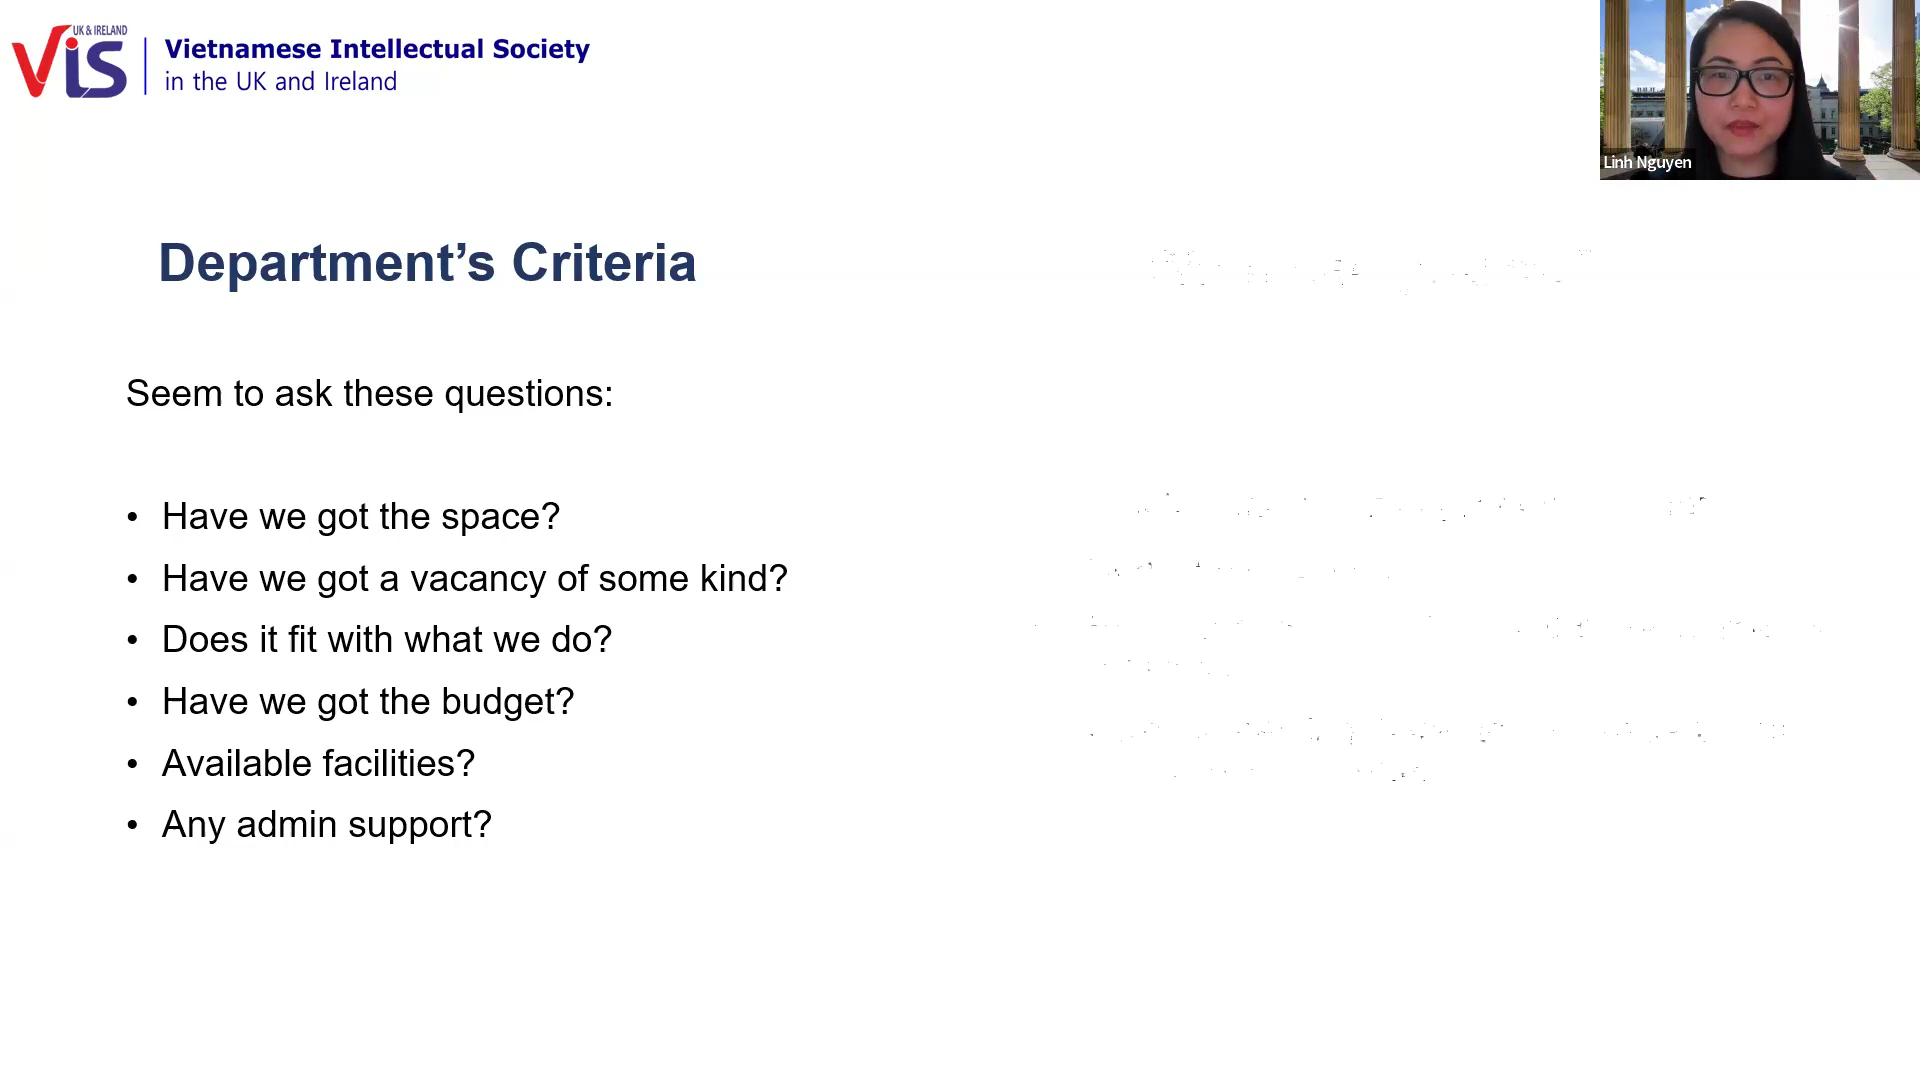 UK & IRELAND
VIS
Vietnamese Intellectual Society
in the UK and Ireland
Linh Nguyen
Department’s Criteria
Seem to ask these questions:
• Have we got the space?
• Have we got a vacancy of some kind?
• Does it fit with what we do?
• Have we got the budget?
• Available facilities?
• Any admin support?